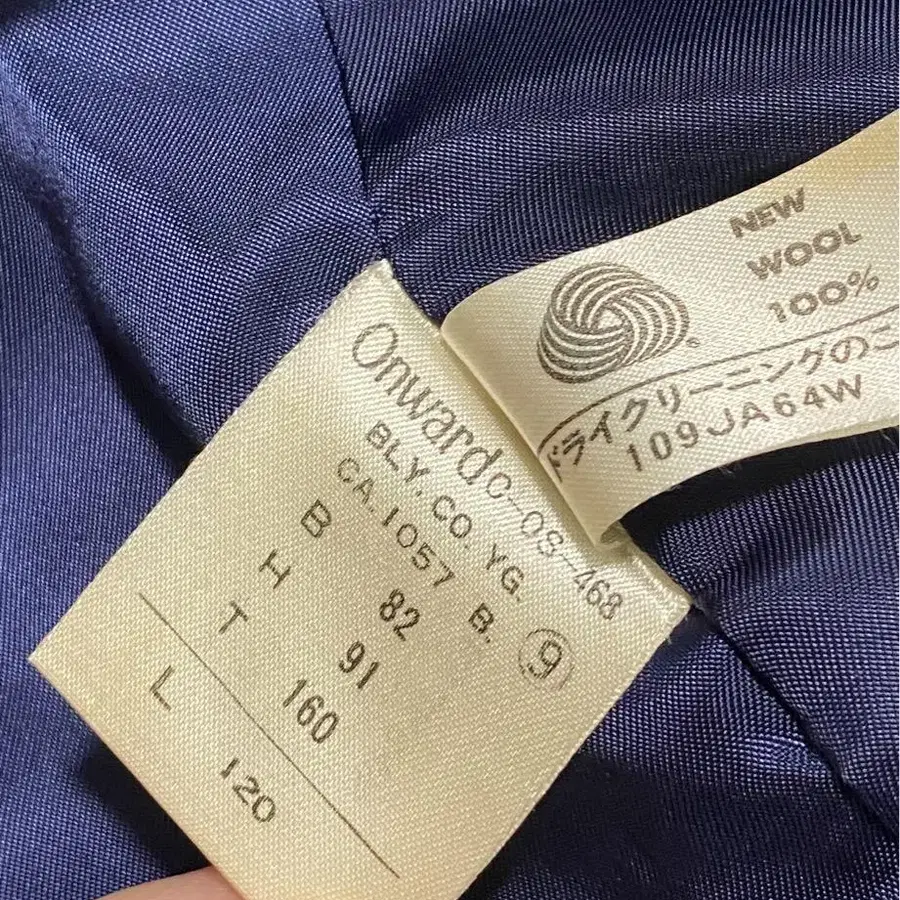 NEW
WOOL
100%
ドライクリーニングのこ
109JA64W
Onward C-OS-468
BLY. CO. YG.
CA.1057 B. 9
B 82
H 91
T 160
L 120